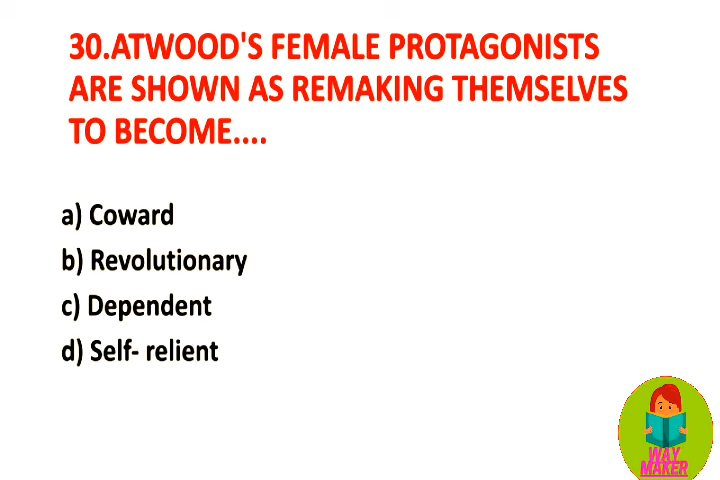 30.ATWOOD'S FEMALE PROTAGONISTS
ARE SHOWN AS REMAKING THEMSELVES
TO BECOME....
a) Coward
b) Revolutionary
c) Dependent
d) Self- relient
WAY
MAKER